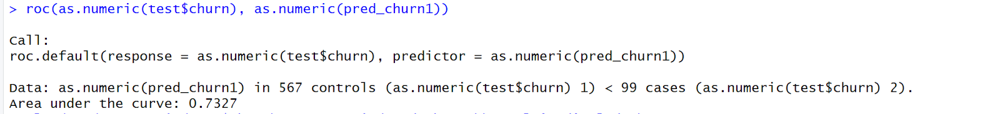 > roc(as.numeric(test$churn), as.numeric(pred_churn1))
Call:
roc.default(response = as.numeric(test$churn), predictor = as.numeric(pred_churn1))
Data: as.numeric(pred_churn1) in 567 controls (as.numeric(test$churn) 1) < 99 cases (as.numeric(test$churn) 2).
Area under the curve: 0.7327